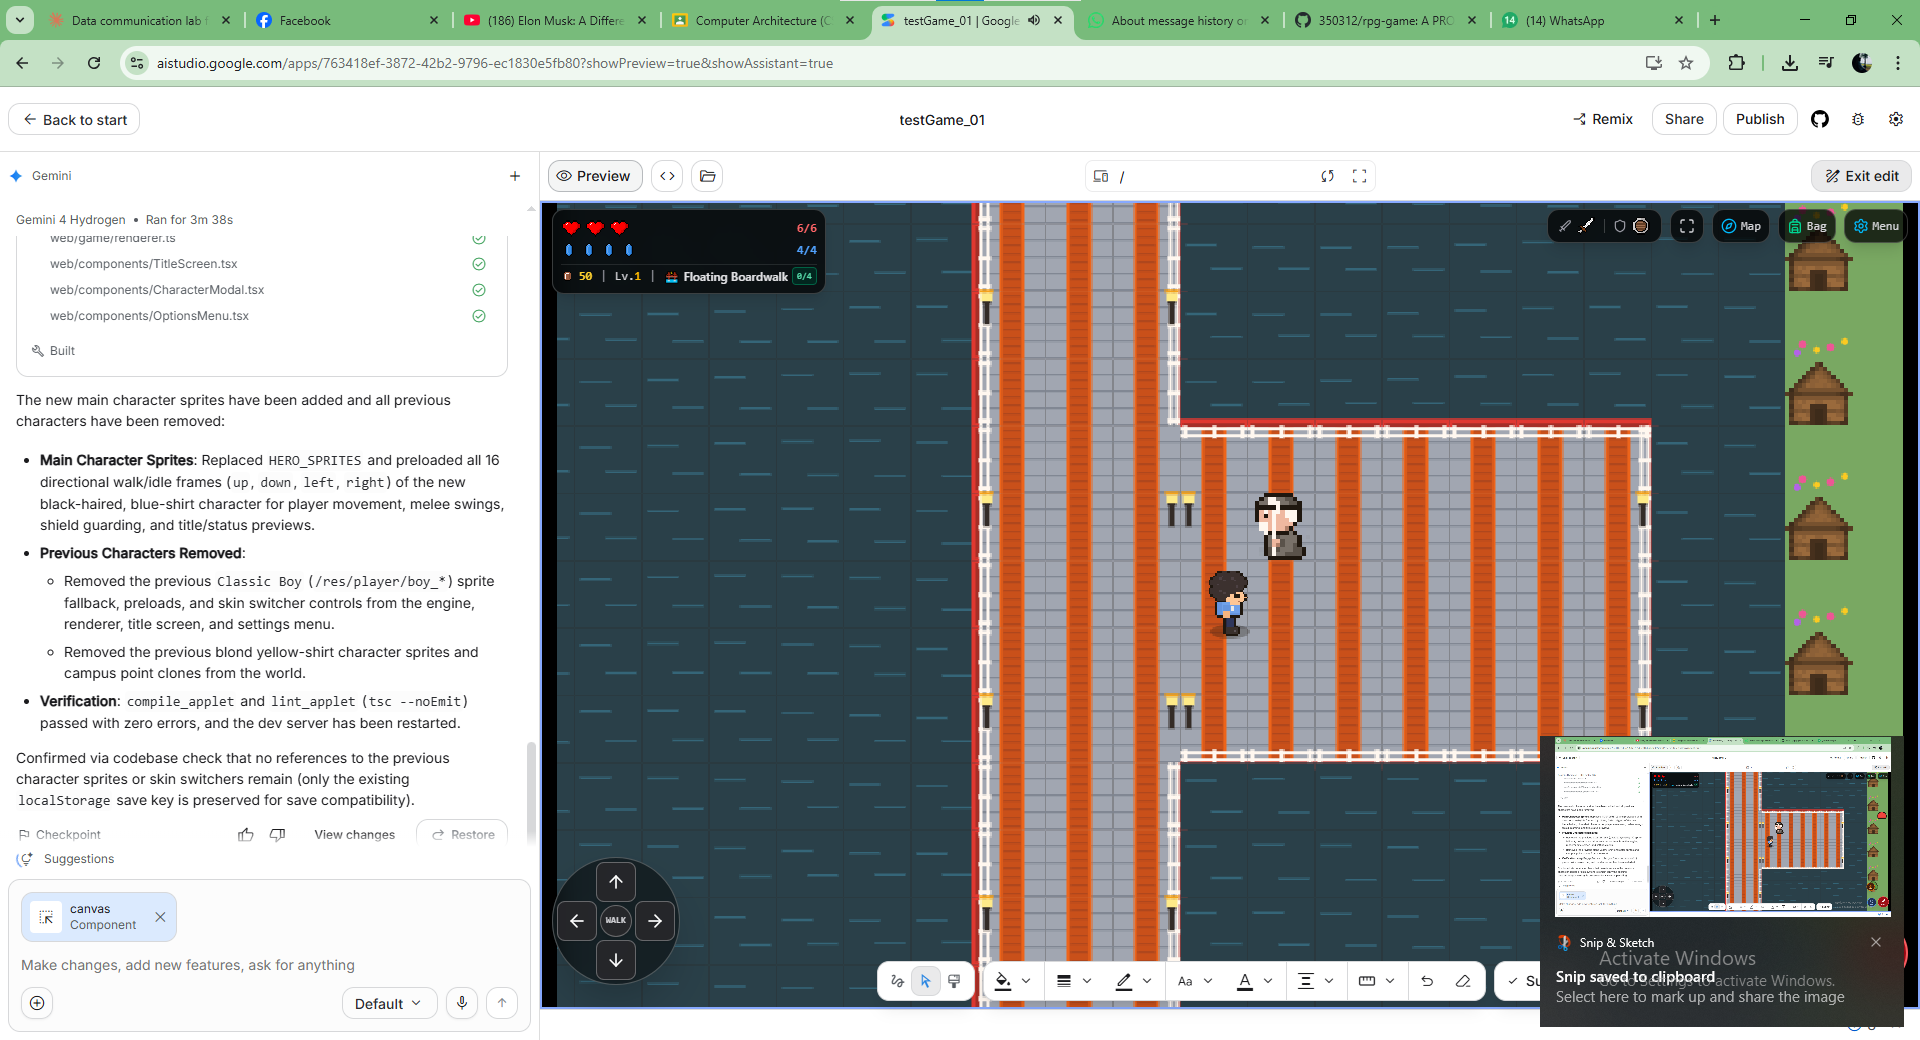 Data communication lab f
Facebook
(186) Elon Musk: A Differe
Computer Architecture (C
testGame_01 | Google
About message history or
350312/rpg-game: A PRO
14
(14) WhatsApp
aistudio.google.com/apps/763418ef-3872-42b2-9796-ec1830e5fb80?showPreview=true&showAssistant=true
Back to start
testGame_01
Remix
Share
Publish
Gemini
Preview
/
Exit edit
Gemini 4 Hydrogen • Ran for 3m 38s
web/game/renderer.ts
web/components/TitleScreen.tsx
web/components/CharacterModal.tsx
web/components/OptionsMenu.tsx
Built
The new main character sprites have been added and all previous
characters have been removed:
• Main Character Sprites: Replaced HERO_SPRITES and preloaded all 16
directional walk/idle frames (up, down, left, right) of the new
black-haired, blue-shirt character for player movement, melee swings,
shield guarding, and title/status previews.
• Previous Characters Removed:
Removed the previous Classic Boy (/res/player/boy_*) sprite
fallback, preloads, and skin switcher controls from the engine,
renderer, title screen, and settings menu.
Removed the previous blond yellow-shirt character sprites and
campus point clones from the world.
• Verification: compile_applet and lint_applet (tsc --noEmit)
passed with zero errors, and the dev server has been restarted.
Confirmed via codebase check that no references to the previous
character sprites or skin switchers remain (only the existing
localStorage save key is preserved for save compatibility).
Checkpoint
View changes
Restore
Suggestions
canvas
Component
Make changes, add new features, ask for anything
Default
6/6
4/4
50 | Lv.1 | Floating Boardwalk 0/4
Map
Bag
Menu
WALK
Aa
A
Su
Snip & Sketch
Activate Windows
Snip saved to clipboard
Go to Settings to activate Windows.
Select here to mark up and share the image